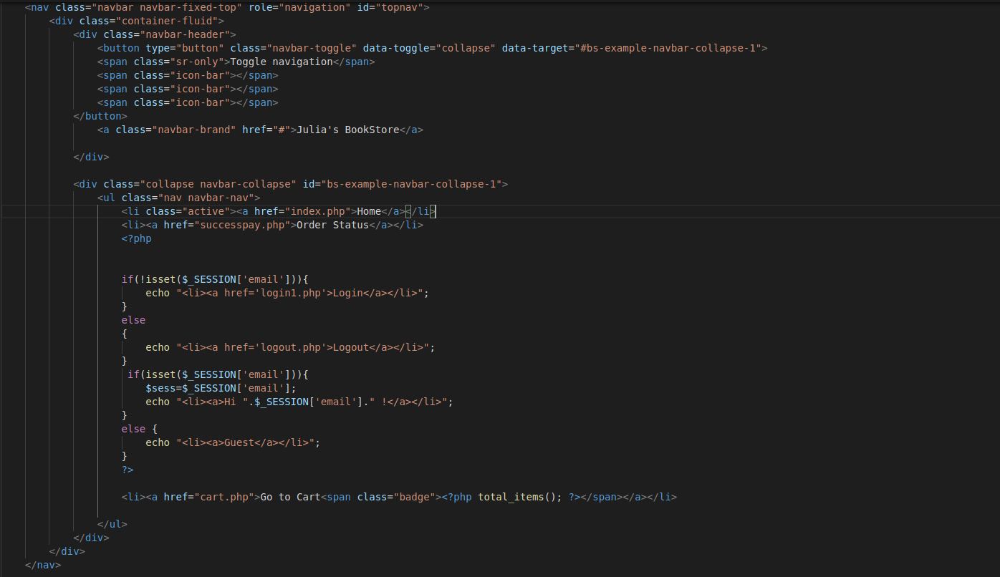 <nav class="navbar navbar-fixed-top" role="navigation" id="topnav">
<div class="container-fluid">
<div class="navbar-header">
<button type="button" class="navbar-toggle" data-toggle="collapse" data-target="#bs-example-navbar-collapse-1">
<span class="sr-only">Toggle navigation</span>
<span class="icon-bar"></span>
<span class="icon-bar"></span>
<span class="icon-bar"></span>
</button>
<a class="navbar-brand" href="#">Julia's BookStore</a>
</div>
<div class="collapse navbar-collapse" id="bs-example-navbar-collapse-1">
<ul class="nav navbar-nav">
<li class="active"><a href="index.php">Home</a></li>
<li><a href="successpay.php">Order Status</a></li>
<?php
if(!isset($_SESSION['email'])){
echo "<li><a href='login1.php'>Login</a></li>";
}
else
{
echo "<li><a href='logout.php'>Logout</a></li>";
}
if(isset($_SESSION['email'])){
$sess=$_SESSION['email'];
echo "<li><a>Hi ".$_SESSION['email']." !</a></li>";
}
else {
echo "<li><a>Guest</a></li>";
}
?>
<li><a href="cart.php">Go to Cart<span class="badge"><?php total_items(); ?></span></a></li>
</ul>
</div>
</div>
</nav>